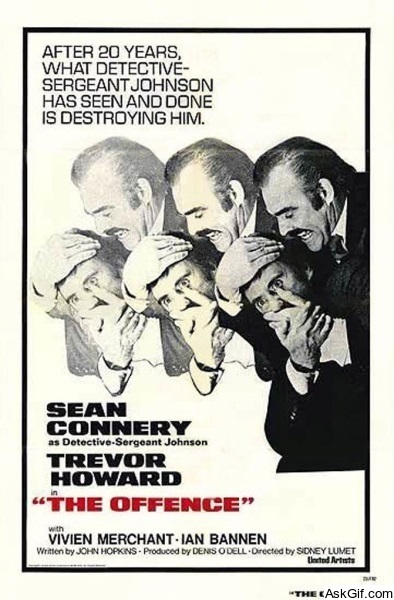 AFTER 20 YEARS,
WHAT DETECTIVE-
SERGEANT JOHNSON
HAS SEEN AND DONE
IS DESTROYING HIM.
SEAN
CONNERY
as Detective-Sergeant Johnson
TREVOR
HOWARD
in
"THE OFFENCE"
with
VIVIEN MERCHANT · IAN BANNEN
Written by JOHN HOPKINS · Produced by DENIS O'DELL · Directed by SIDNEY LUMET
United Artists
AskGif.com